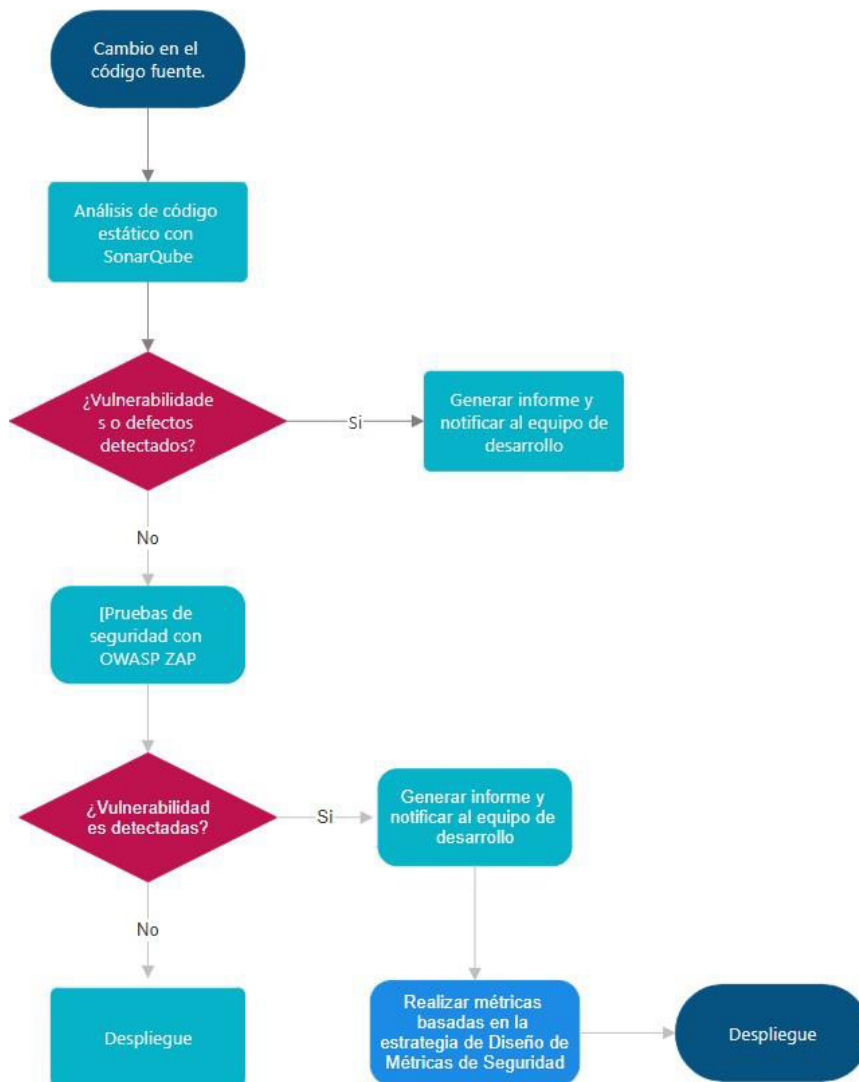 Cambio en el
código fuente.
Análisis de código
estático con
SonarQube
¿Vulnerabilidade
s o defectos
detectados?
Si
Generar informe y
notificar al equipo de
desarrollo
No
[Pruebas de
seguridad con
OWASP ZAP
¿Vulnerabilidad
es detectadas?
Si
Generar informe y
notificar al equipo de
desarrollo
No
Despliegue
Realizar métricas
basadas en la
estrategia de Diseño de
Métricas de Seguridad
Despliegue